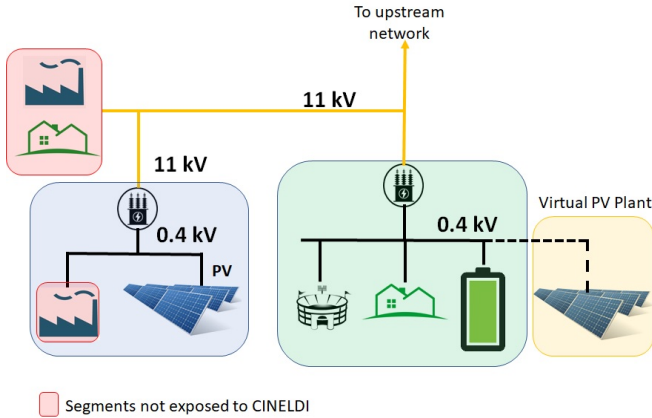 To upstream
network
11 kV
11 kV
Virtual PV Plant
0.4 kV
0.4 kV
PV
Segments not exposed to CINELDI